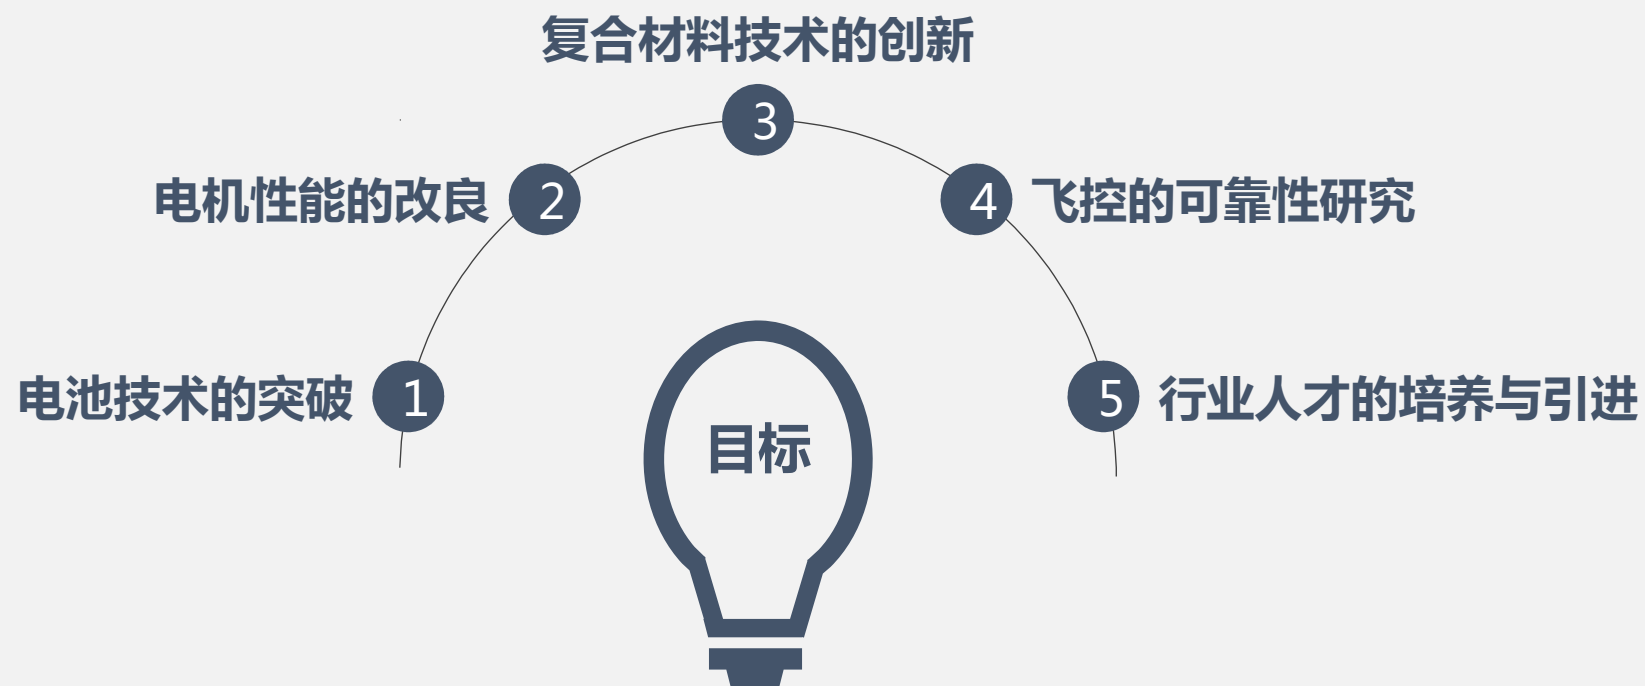 复合材料技术的创新
3
电机性能的改良
2
4
飞控的可靠性研究
电池技术的突破
1
5
行业人才的培养与引进
目标